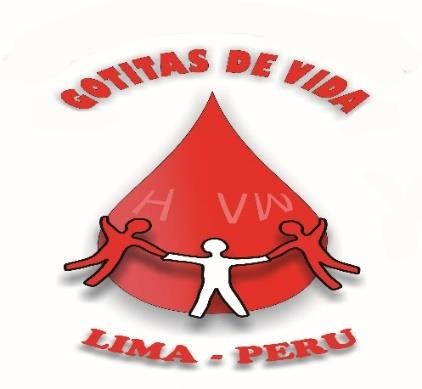 GOTITAS DE VIDA
H VW
LIMA - PERU